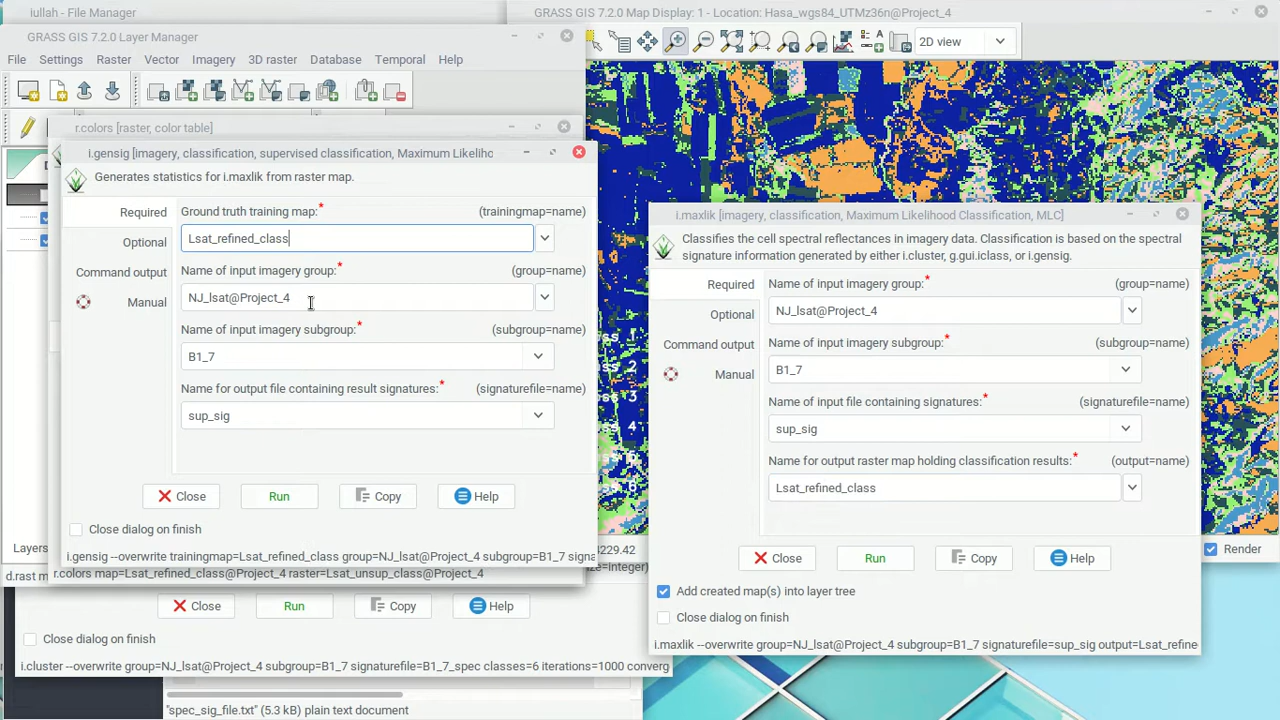 iullah - File Manager
GRASS GIS 7.2.0 Map Display: 1 - Location: Hasa_wgs84_UTMz36n@Project_4
GRASS GIS 7.2.0 Layer Manager
2D view
File Settings Raster Vector Imagery 3D raster Database Temporal Help
r.colors [raster, color table]
i.gensig [imagery, classification, supervised classification, Maximum Likeliho
Generates statistics for i.maxlik from raster map.
Required
Optional
Command output
Manual
Ground truth training map:* (trainingmap=name)
Lsat_refined_class
Name of input imagery group:* (group=name)
NJ_lsat@Project_4
Name of input imagery subgroup:* (subgroup=name)
B1_7
Name for output file containing result signatures:* (signaturefile=name)
sup_sig
Close Run Copy Help
Close dialog on finish
i.gensig --overwrite trainingmap=Lsat_refined_class group=NJ_lsat@Project_4 subgroup=B1_7 signa
r.colors map=Lsat_refined_class@Project_4 raster=Lsat_unsup_class@Project_4
Layers
d.rast m
Close Run Copy Help
Close dialog on finish
i.cluster --overwrite group=NJ_lsat@Project_4 subgroup=B1_7 signaturefile=B1_7_spec classes=6 iterations=1000 converg
"spec_sig_file.txt" (5.3 kB) plain text document
i.maxlik [imagery, classification, Maximum Likelihood Classification, MLC]
Classifies the cell spectral reflectances in imagery data. Classification is based on the spectral
signature information generated by either i.cluster, g.gui.iclass, or i.gensig.
Required
Optional
Command output
Manual
Name of input imagery group:* (group=name)
NJ_lsat@Project_4
Name of input imagery subgroup:* (subgroup=name)
B1_7
Name of input file containing signatures:* (signaturefile=name)
sup_sig
Name for output raster map holding classification results:* (output=name)
Lsat_refined_class
Close Run Copy Help
Add created map(s) into layer tree
Close dialog on finish
i.maxlik --overwrite group=NJ_lsat@Project_4 subgroup=B1_7 signaturefile=sup_sig output=Lsat_refine
4229.42
ze=integer)
Render